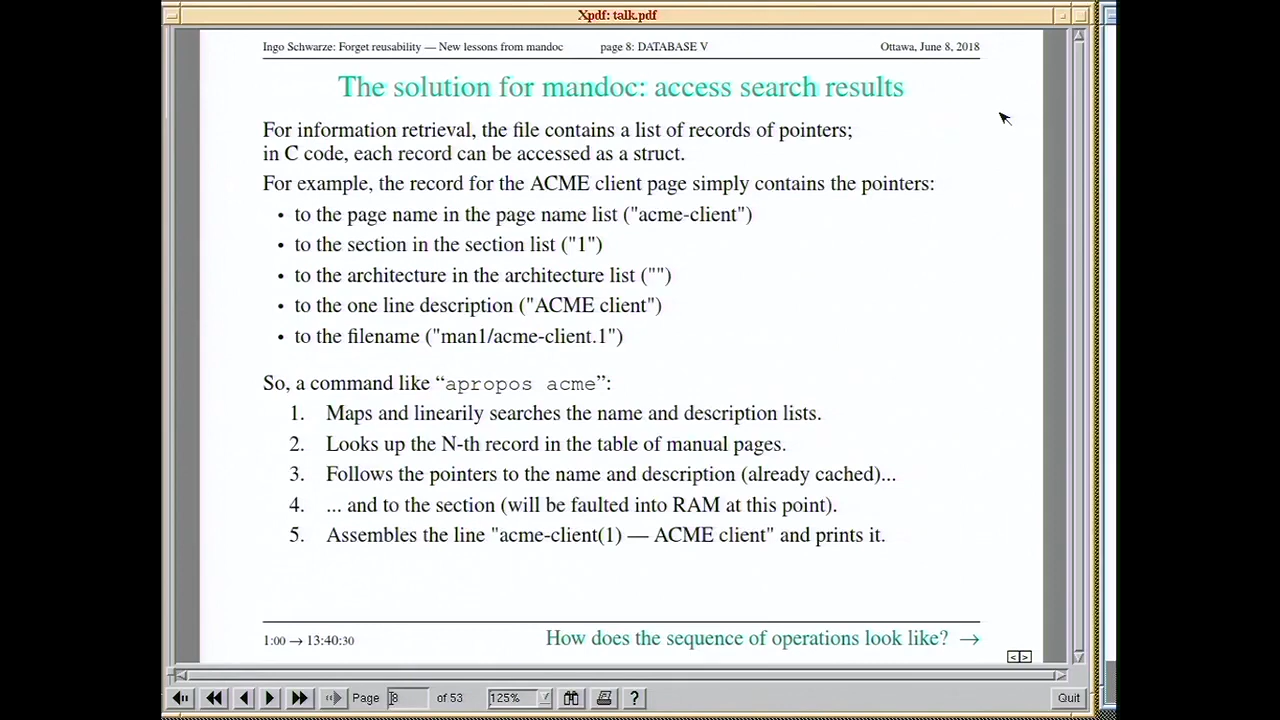 Xpdf: talk.pdf
Ingo Schwarze: Forget reusability — New lessons from mandoc page 8: DATABASE V Ottawa, June 8, 2018
The solution for mandoc: access search results
For information retrieval, the file contains a list of records of pointers;
in C code, each record can be accessed as a struct.
For example, the record for the ACME client page simply contains the pointers:
• to the page name in the page name list ("acme-client")
• to the section in the section list ("1")
• to the architecture in the architecture list ("")
• to the one line description ("ACME client")
• to the filename ("man1/acme-client.1")
So, a command like “apropos acme”:
1. Maps and linearily searches the name and description lists.
2. Looks up the N-th record in the table of manual pages.
3. Follows the pointers to the name and description (already cached)...
4. ... and to the section (will be faulted into RAM at this point).
5. Assembles the line "acme-client(1) — ACME client" and prints it.
1:00 → 13:40:30 How does the sequence of operations look like? →
Page 8 of 53 125% ? Quit